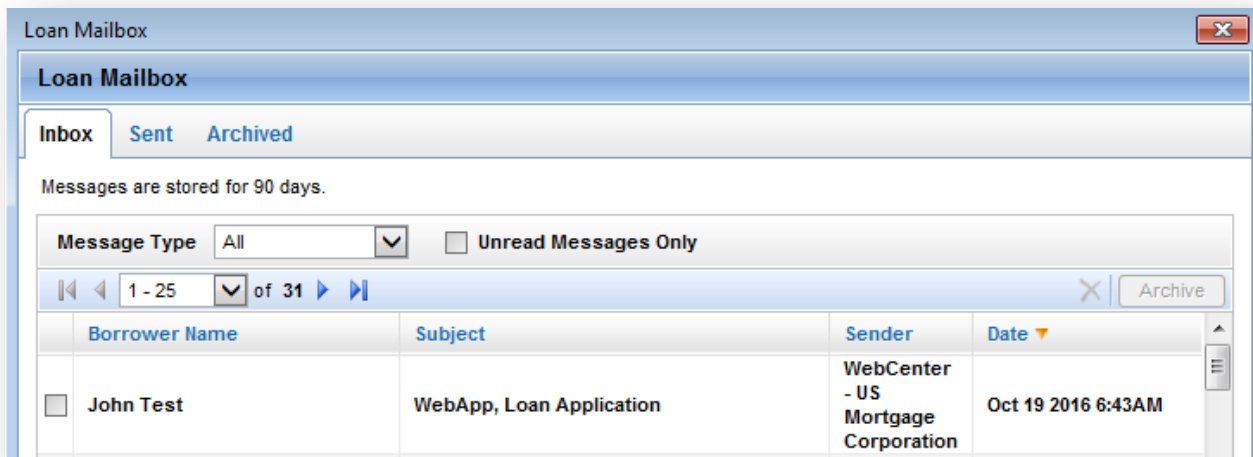 Loan Mailbox
Loan Mailbox
Inbox Sent Archived
Messages are stored for 90 days.
Message Type All Unread Messages Only
1 - 25 of 31 Archive
Borrower Name Subject Sender Date
John Test WebApp, Loan Application WebCenter - US Mortgage Corporation Oct 19 2016 6:43AM